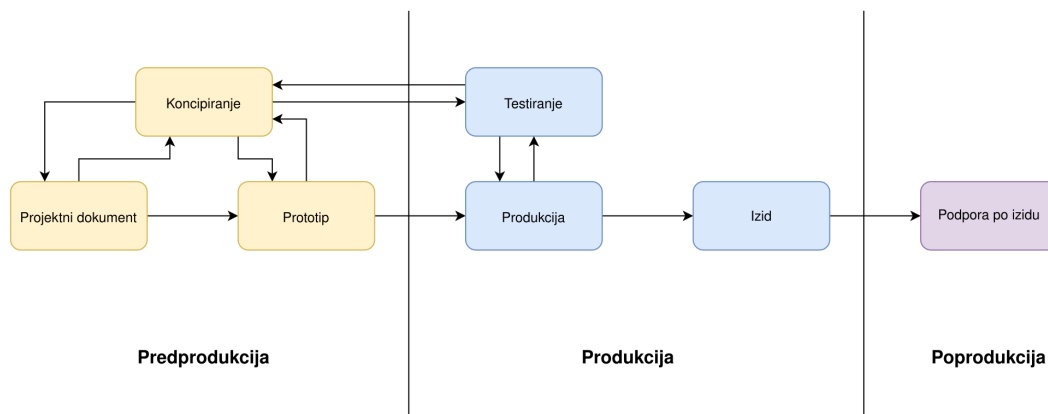 Koncipiranje
Testiranje
Projektni dokument
Prototip
Produkcija
Izid
Podpora po izidu
Predprodukcija
Produkcija
Poprodukcija